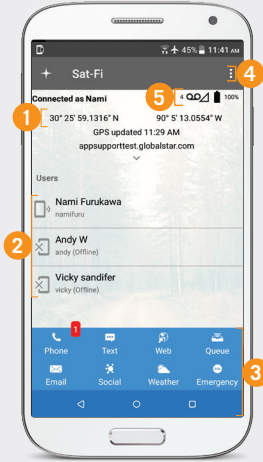 45% 11:41 AM
Sat-Fi
4
Connected as Nami
5
4 100%
1
30° 25' 59.1316" N 90° 5' 13.0554" W
GPS updated 11:29 AM
appsupporttest.globalstar.com
Users
Nami Furukawa
namifuru
2
Andy W
andy (Offline)
Vicky sandifer
vicky (Offline)
1
Phone Text Web Queue
3
Email Social Weather Emergency